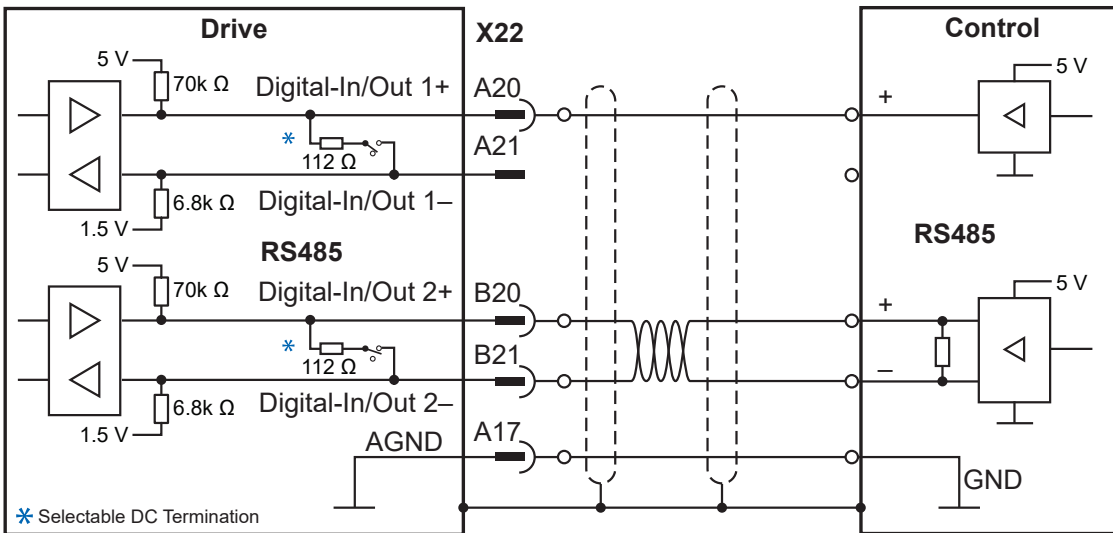 Drive
X22
Control
5 V
70k Ω
Digital-In/Out 1+
A20
+
5 V
*
112 Ω
A21
6.8k Ω
Digital-In/Out 1–
1.5 V
RS485
RS485
5 V
70k Ω
Digital-In/Out 2+
B20
+
5 V
*
112 Ω
B21
–
6.8k Ω
Digital-In/Out 2–
1.5 V
AGND
A17
GND
* Selectable DC Termination